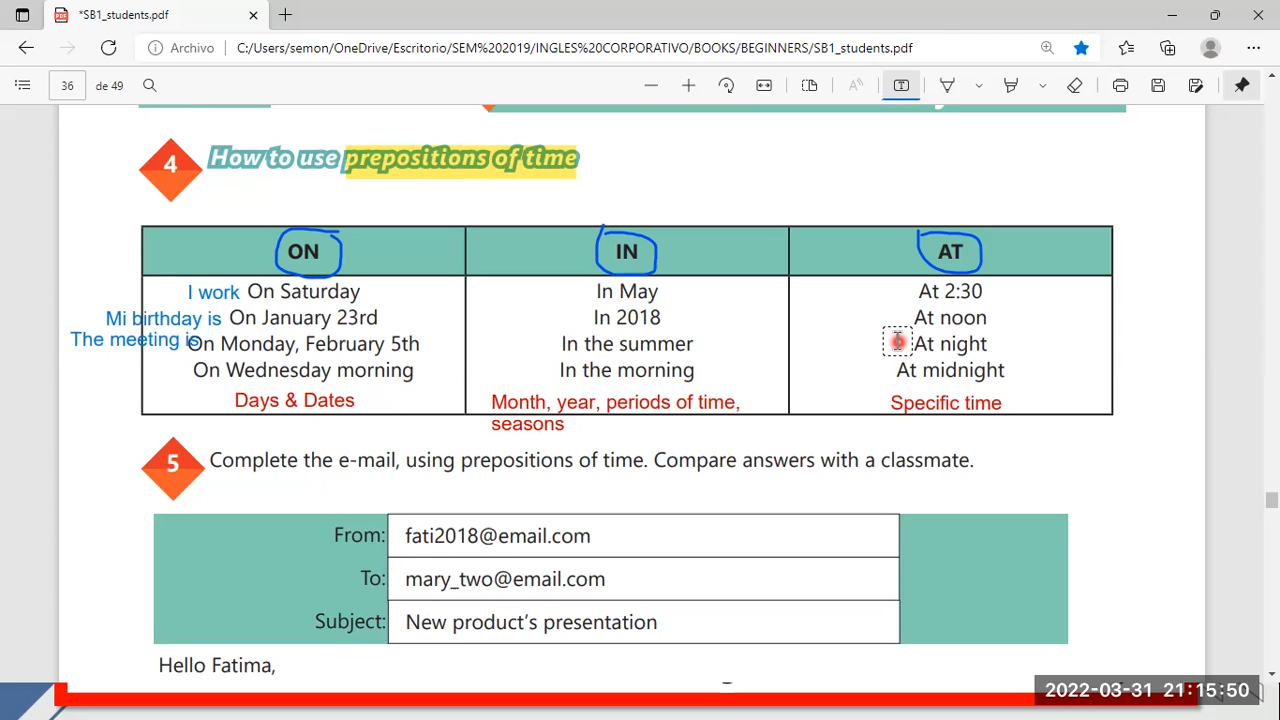 *SB1_students.pdf
Archivo C:/Users/semon/OneDrive/Escritorio/SEM%202019/INGLES%20CORPORATIVO/BOOKS/BEGINNERS/SB1_students.pdf
36 de 49
4 How to use prepositions of time
ON IN AT
I work On Saturday In May At 2:30
Mi birthday is On January 23rd In 2018 At noon
The meeting is On Monday, February 5th In the summer At night
On Wednesday morning In the morning At midnight
Days & Dates Month, year, periods of time, Specific time
seasons
5 Complete the e-mail, using prepositions of time. Compare answers with a classmate.
From: fati2018@email.com
To: mary_two@email.com
Subject: New product's presentation
Hello Fatima,
2022-03-31 21:15:50